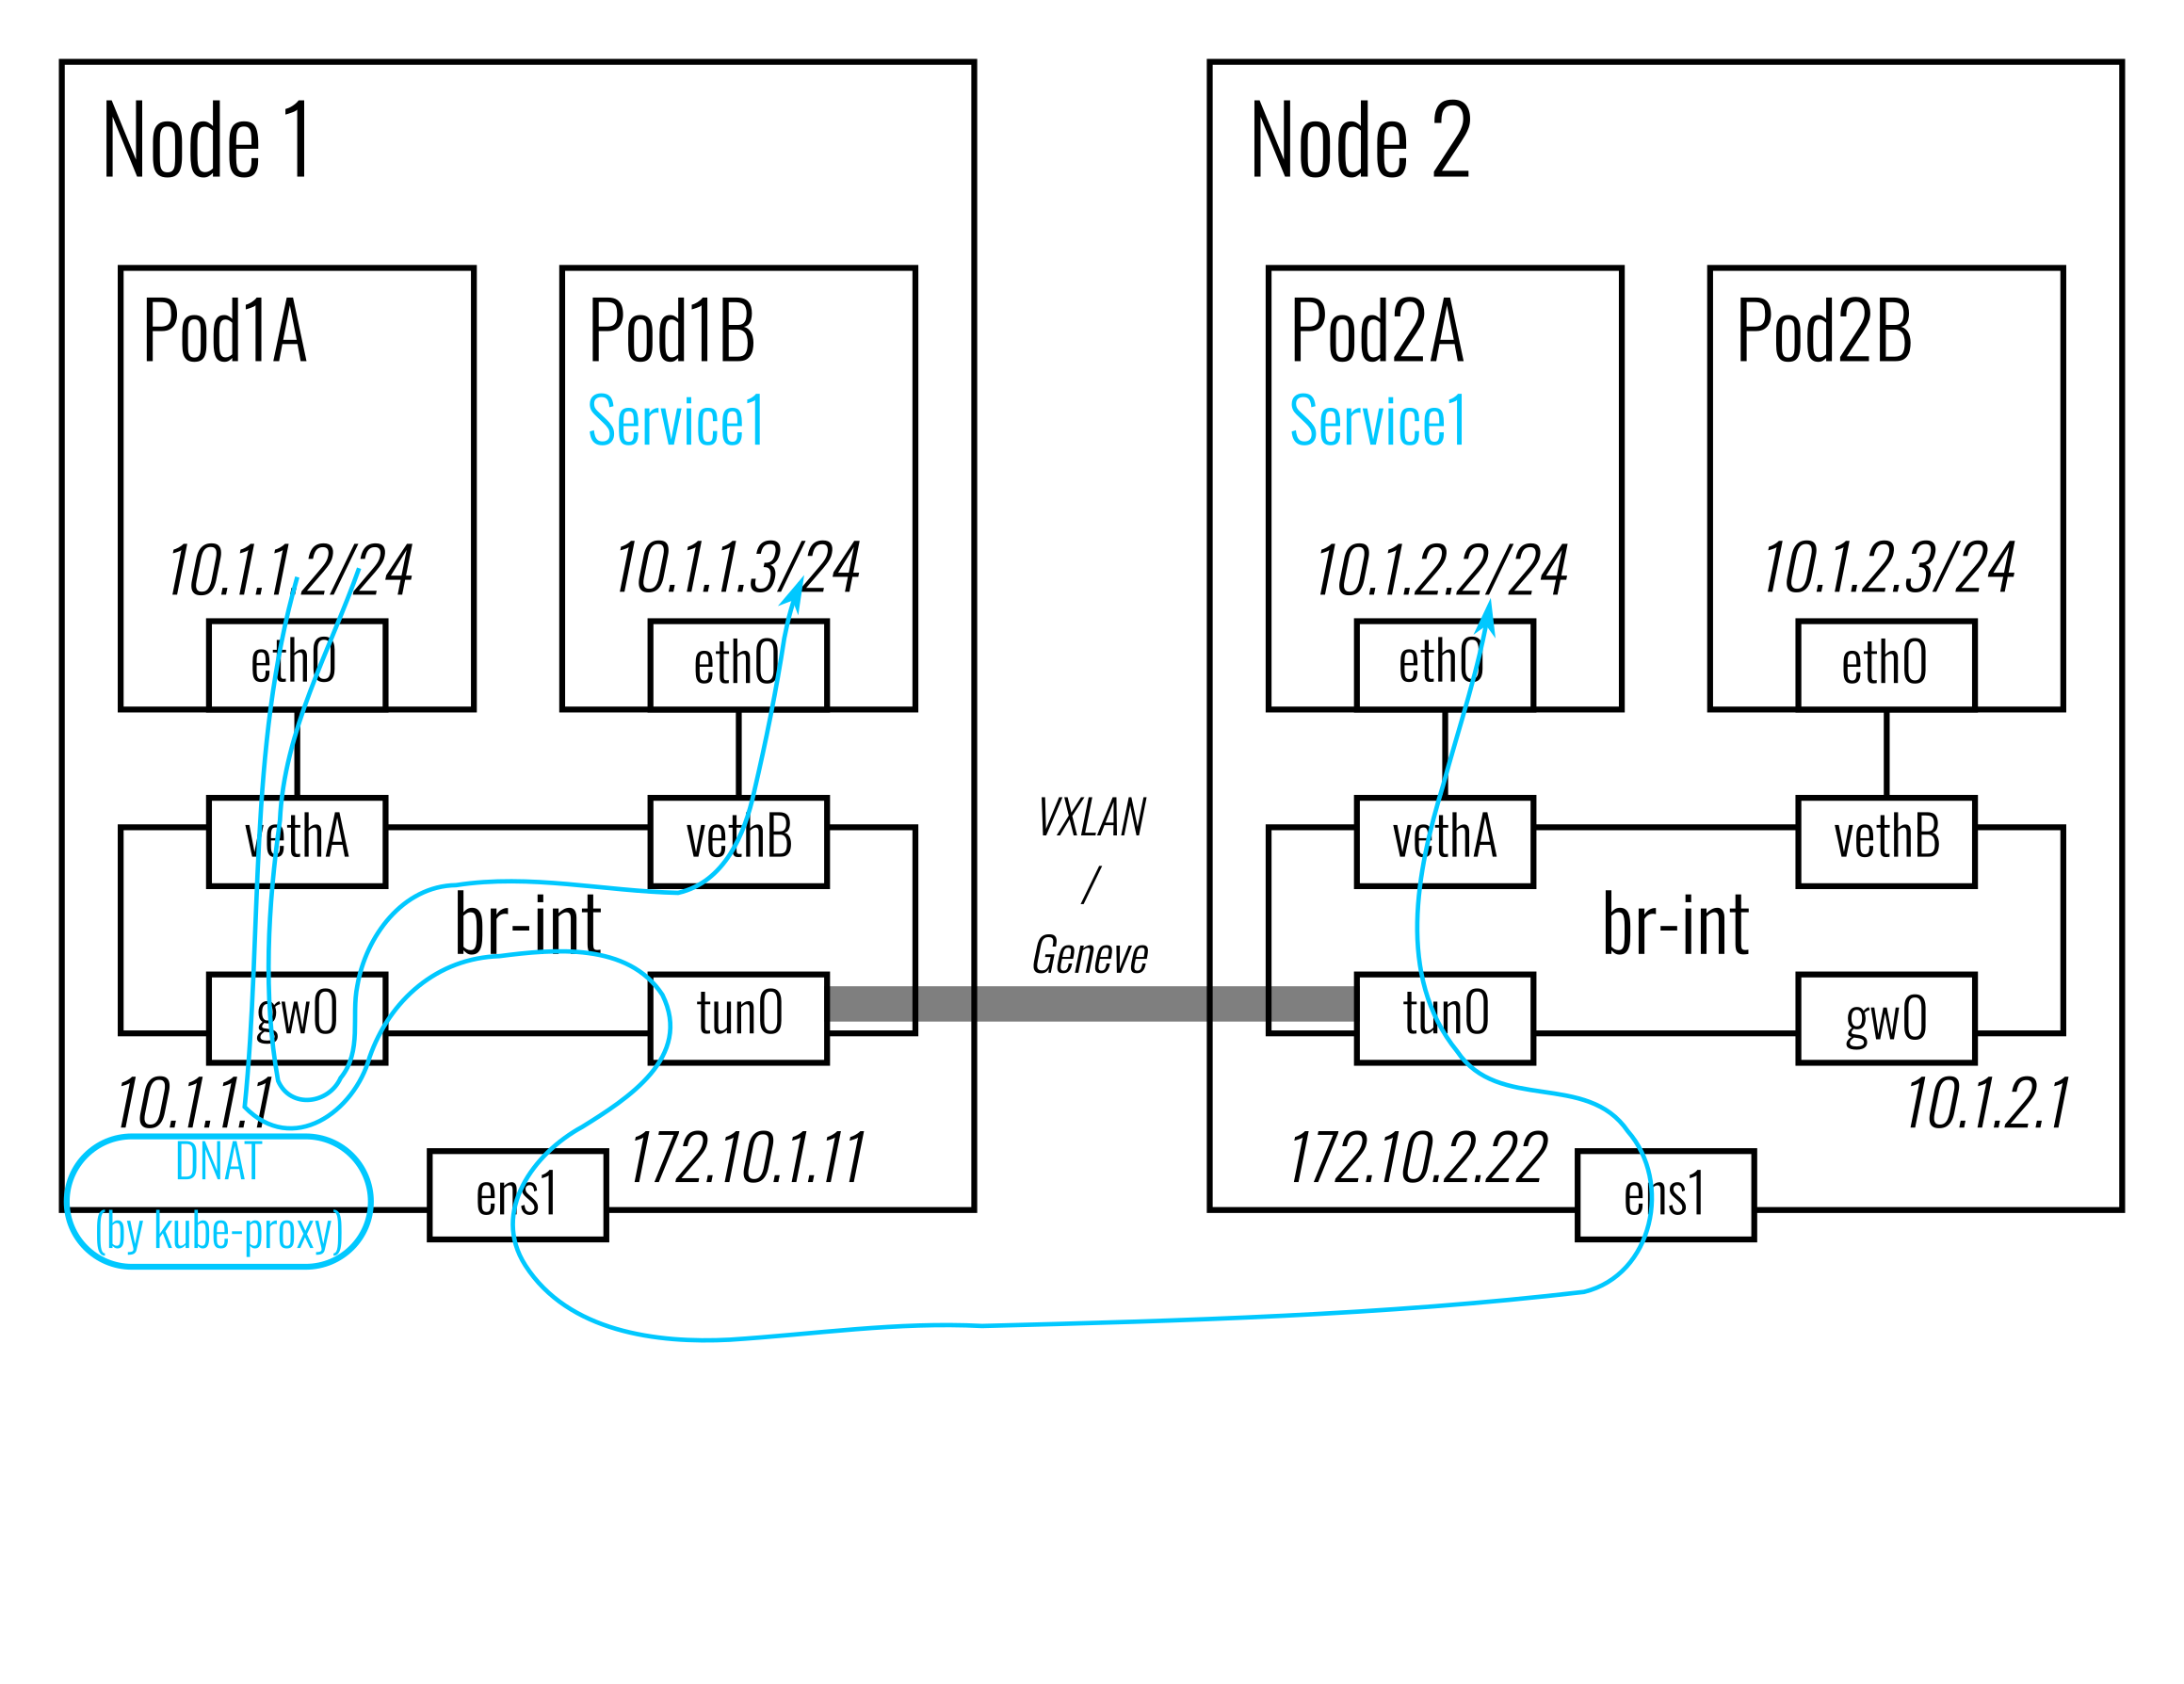 Node 1
Pod1A
10.1.1.2/24
eth0
Pod1B
Service1
10.1.1.3/24
eth0
vethA
vethB
br-int
gw0
tun0
10.1.1.1
DNAT
(by kube-proxy)
ens1
172.10.1.11
VXLAN
/
Geneve
Node 2
Pod2A
Service1
10.1.2.2/24
eth0
Pod2B
10.1.2.3/24
eth0
vethA
vethB
br-int
tun0
gw0
10.1.2.1
172.10.2.22
ens1